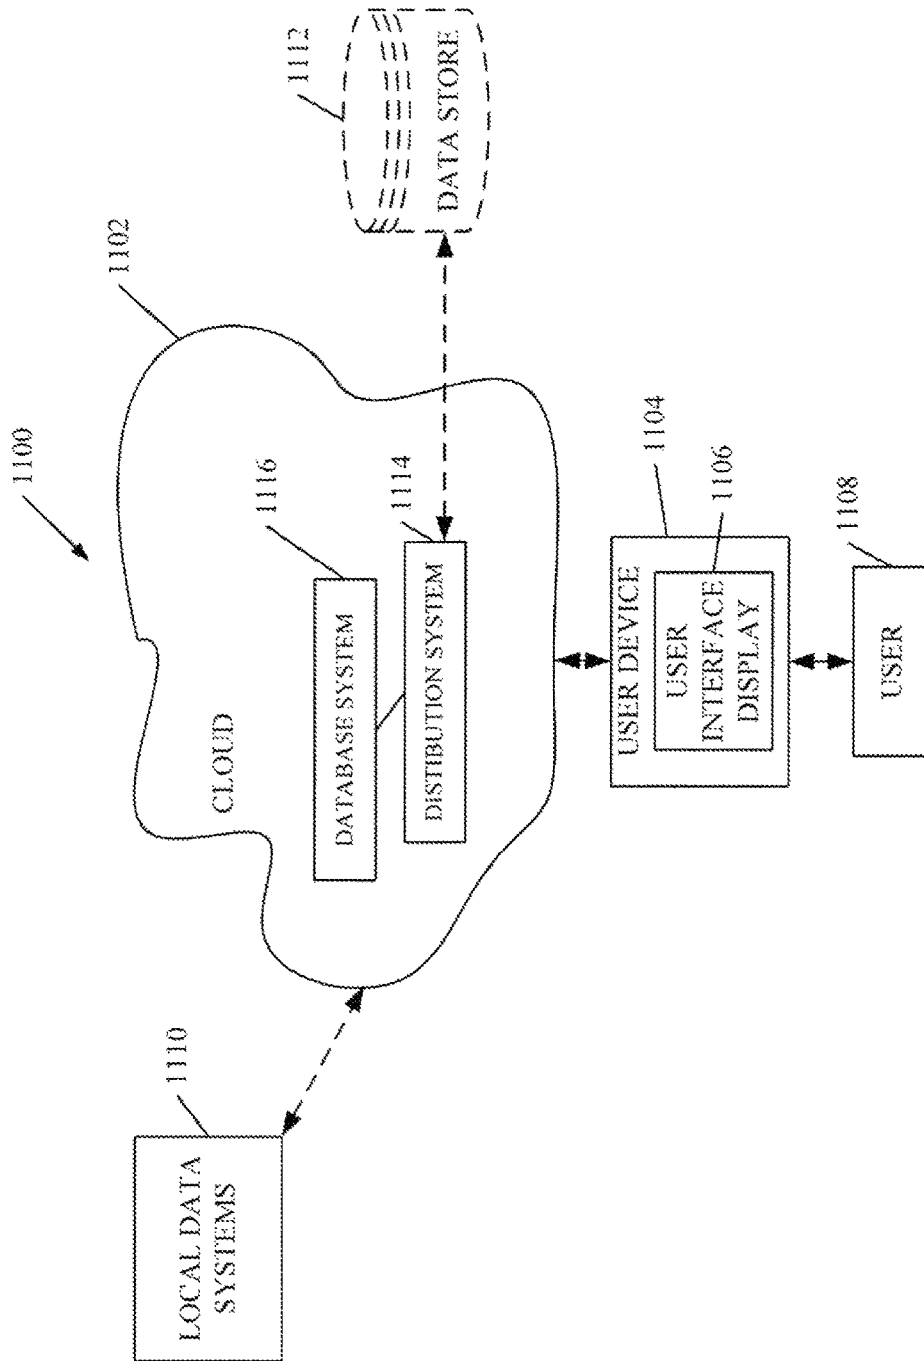 1100
1102
CLOUD
1116
DATABASE SYSTEM
1114
DISTIBUTION SYSTEM
1112
DATA STORE
1110
LOCAL DATA
SYSTEMS
1104
USER DEVICE
1106
USER
INTERFACE
DISPLAY
1108
USER